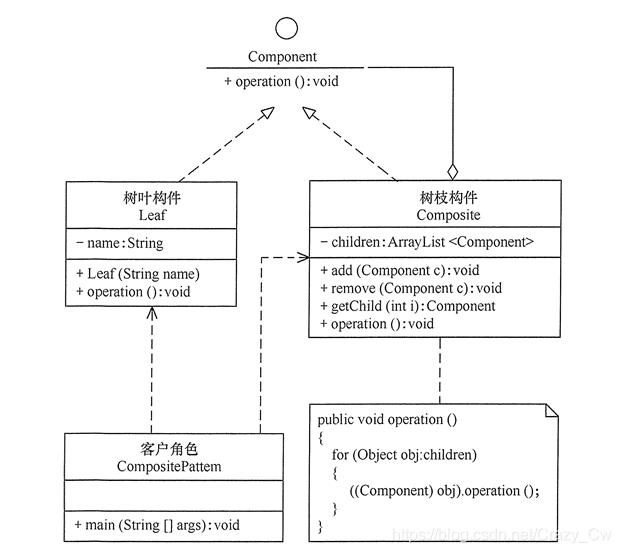 Component
+ operation ():void
树叶构件
Leaf
- name:String
+ Leaf (String name)
+ operation ():void
树枝构件
Composite
- children:ArrayList <Component>
+ add (Component c):void
+ remove (Component c):void
+ getChild (int i):Component
+ operation ():void
客户角色
CompositePattem
+ main (String [] args):void
public void operation ()
{
for (Object obj:children)
{
((Component) obj).operation ();
}
}
https://blog.csdn.net/Crazy_Cw